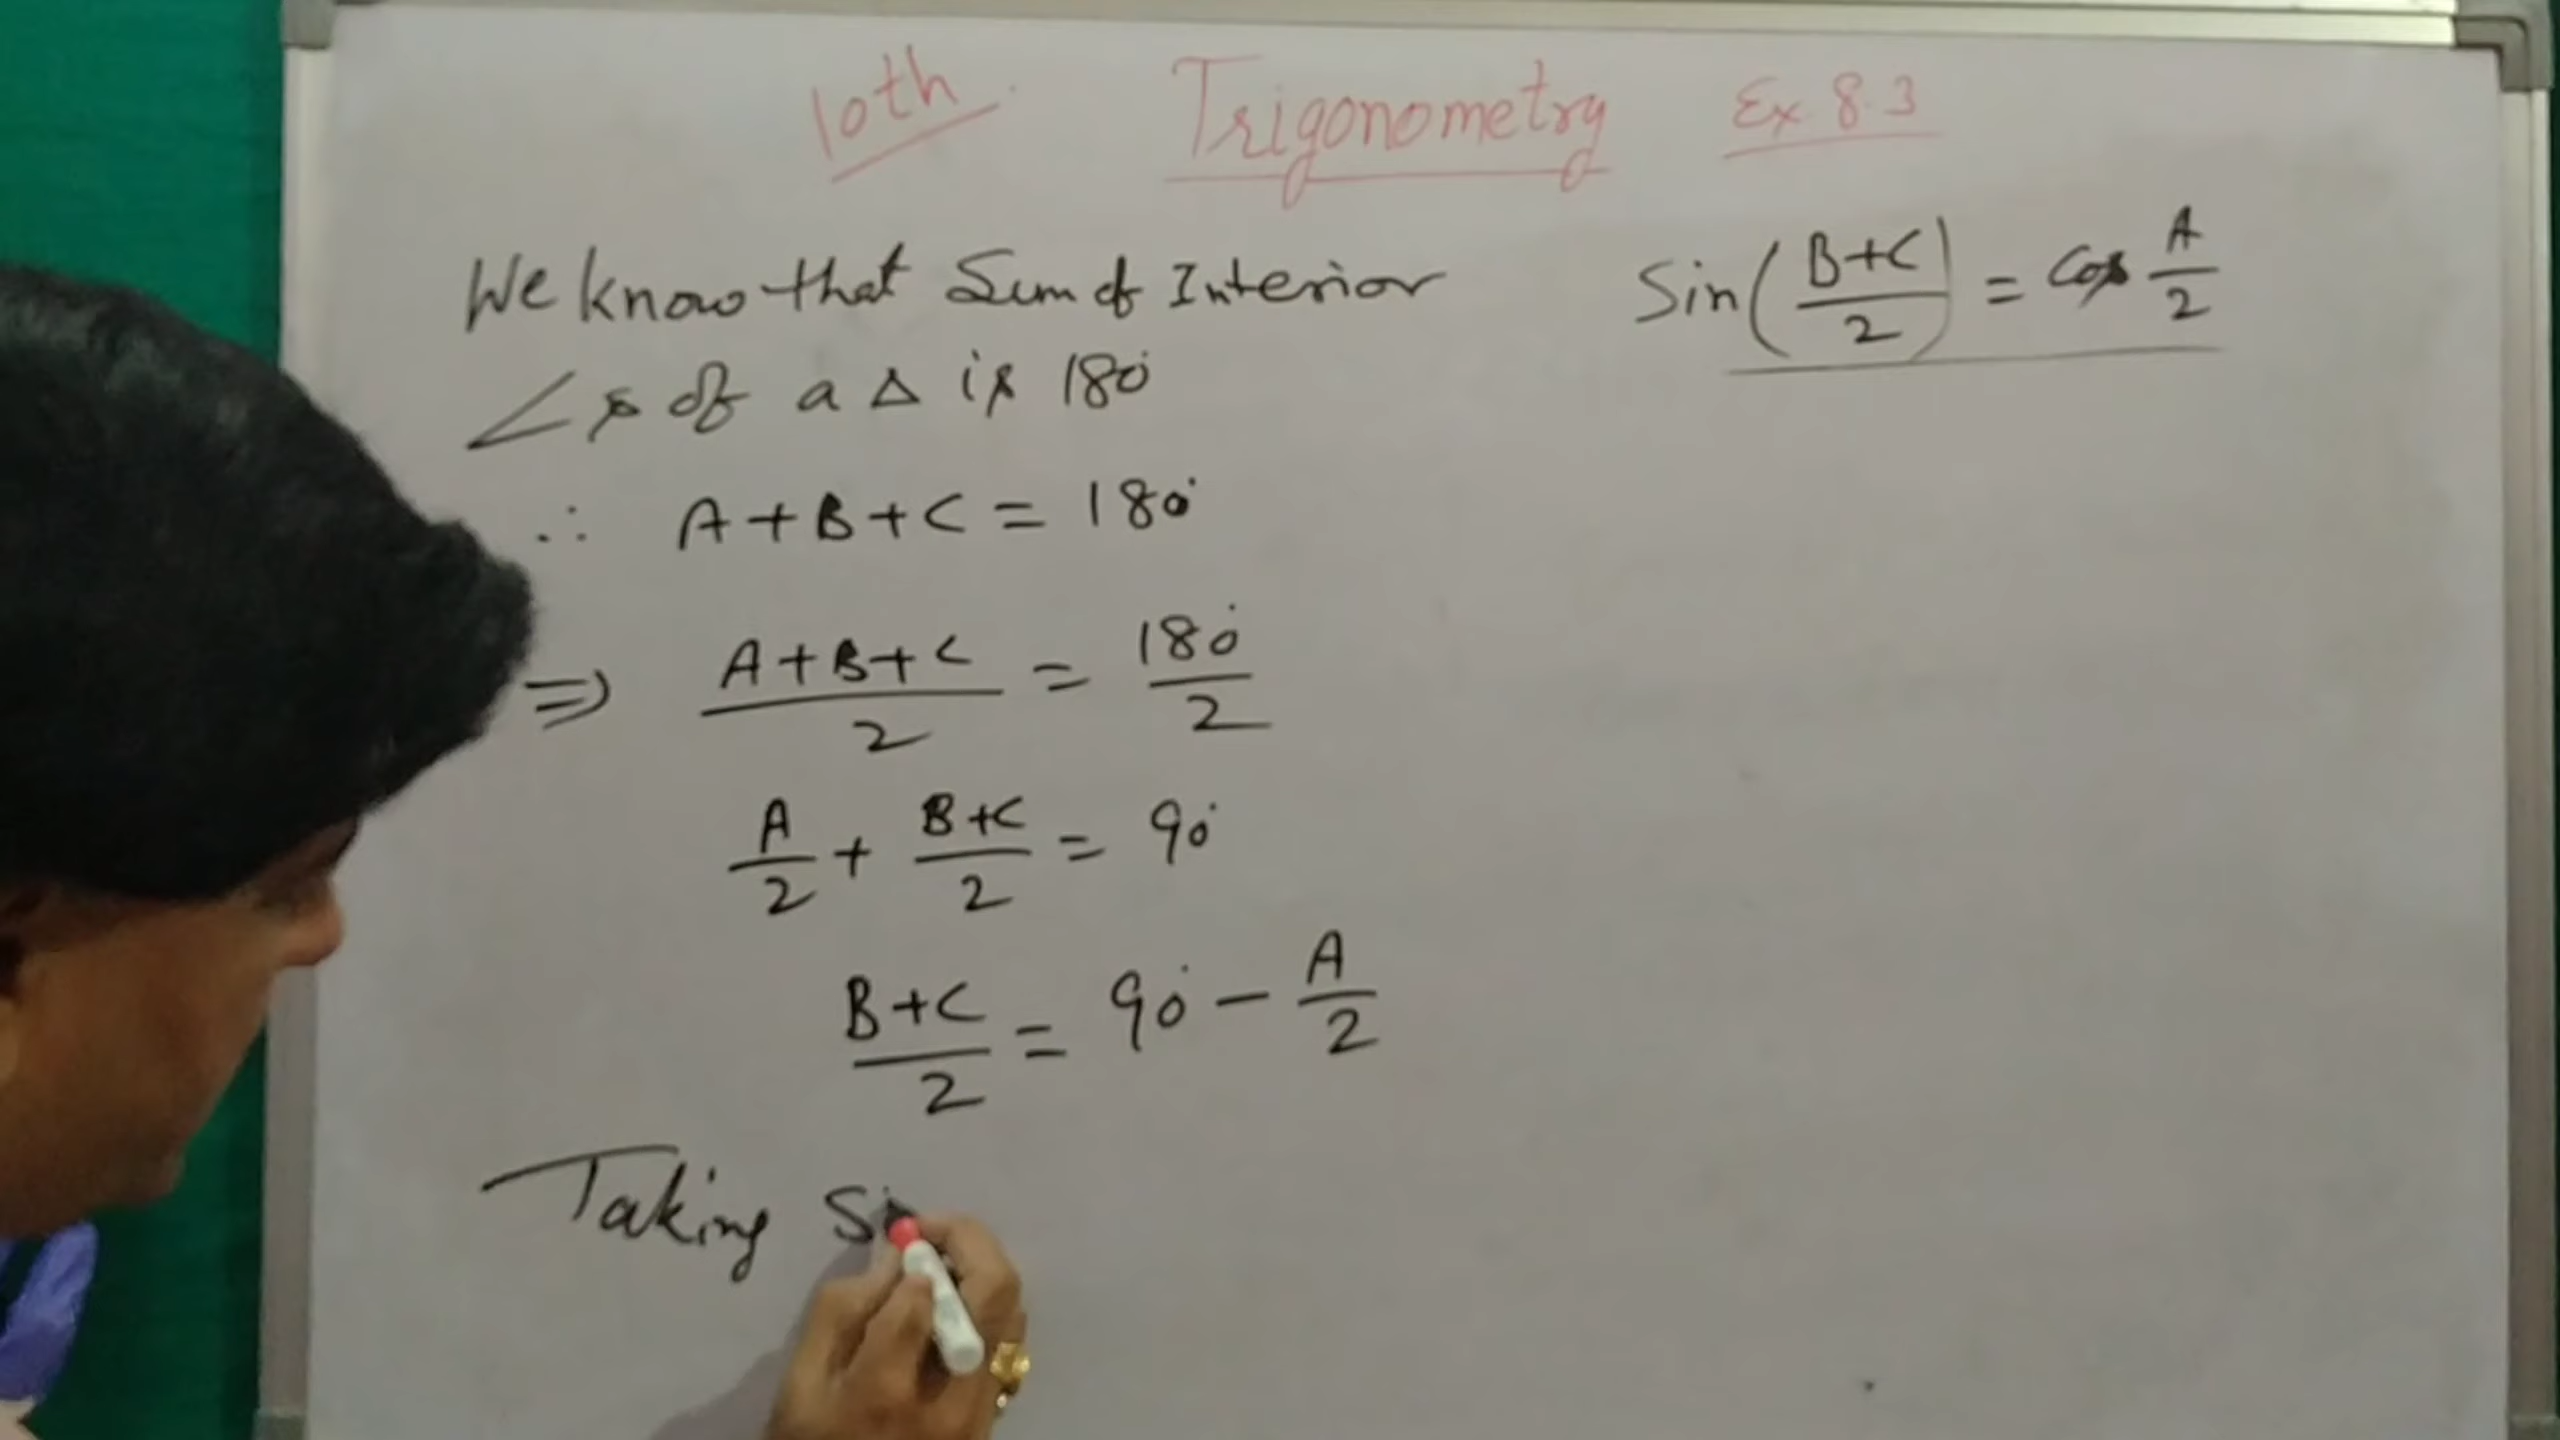 10th. Trigonometry Ex 8.3
We know that Sum of Interior
∠s of a Δ is 180°
∴ A+B+C = 180°
⇒ (A+B+C)/2 = 180°/2
A/2 + (B+C)/2 = 90°
(B+C)/2 = 90° - A/2
Taking Si
Sin((B+C)/2) = Cos A/2